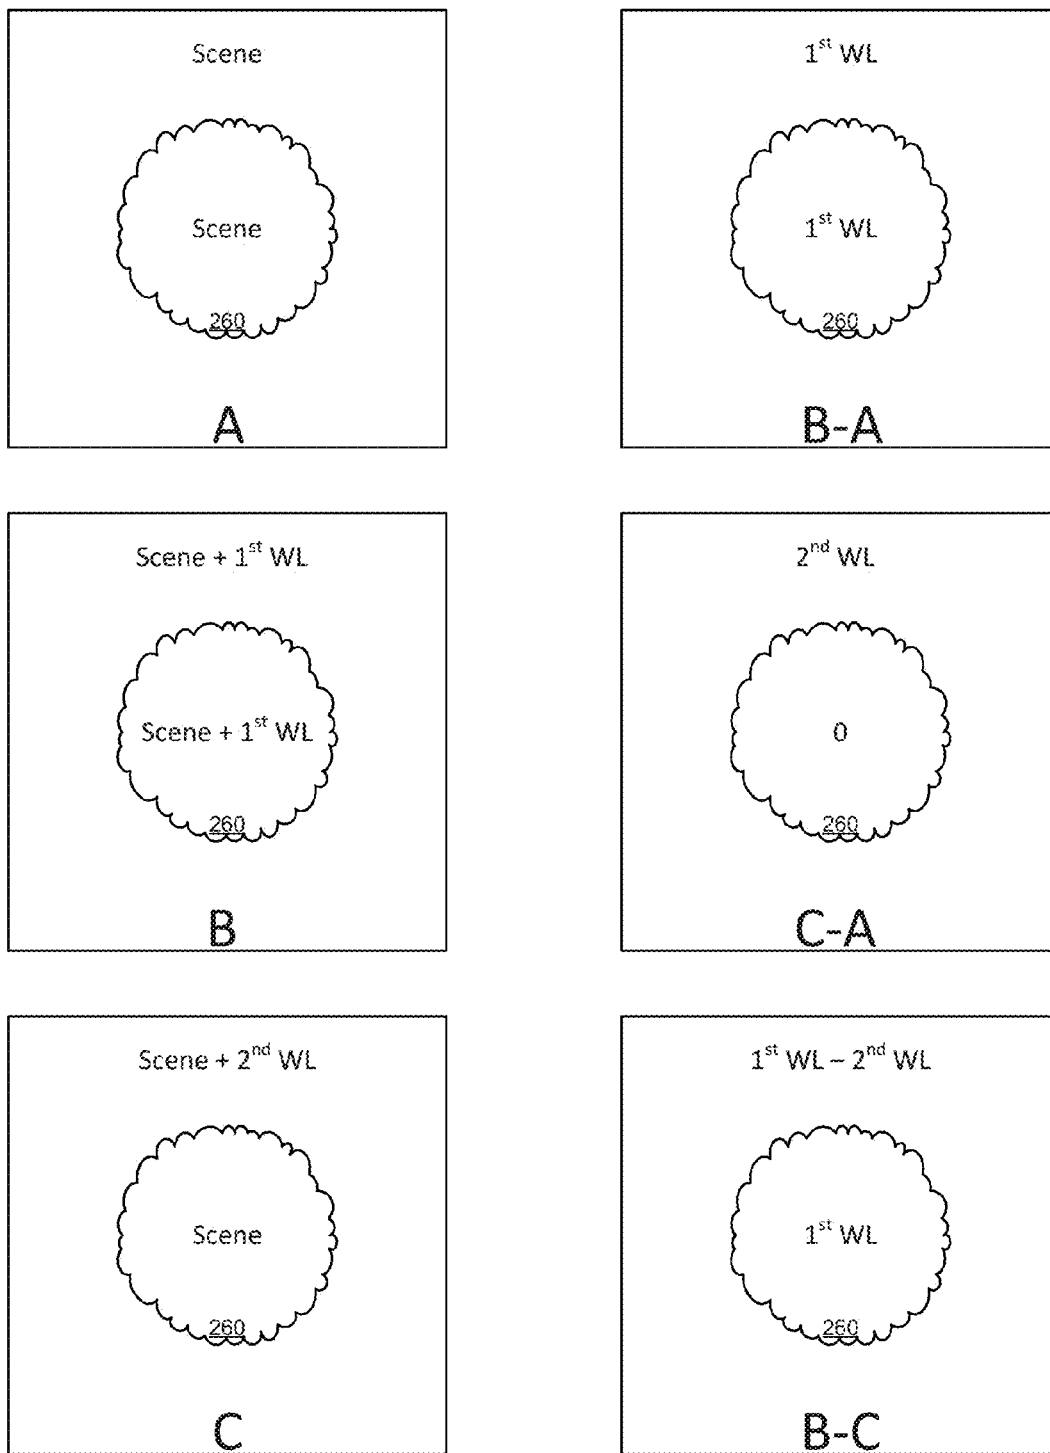 Scene
Scene
260
A
1st WL
1st WL
260
B-A
Scene + 1st WL
Scene + 1st WL
260
B
2nd WL
0
260
C-A
Scene + 2nd WL
Scene
260
C
1st WL – 2nd WL
1st WL
260
B-C